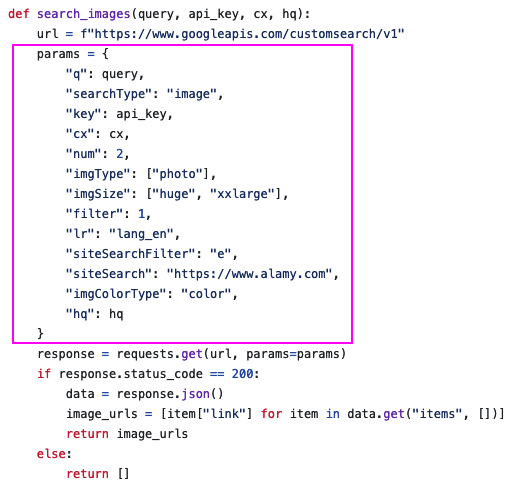 def search_images(query, api_key, cx, hq):
    url = f"https://www.googleapis.com/customsearch/v1"
    params = {
        "q": query,
        "searchType": "image",
        "key": api_key,
        "cx": cx,
        "num": 2,
        "imgType": ["photo"],
        "imgSize": ["huge", "xxlarge"],
        "filter": 1,
        "lr": "lang_en",
        "siteSearchFilter": "e",
        "siteSearch": "https://www.alamy.com",
        "imgColorType": "color",
        "hq": hq
    }
    response = requests.get(url, params=params)
    if response.status_code == 200:
        data = response.json()
        image_urls = [item["link"] for item in data.get("items", [])]
        return image_urls
    else:
        return []